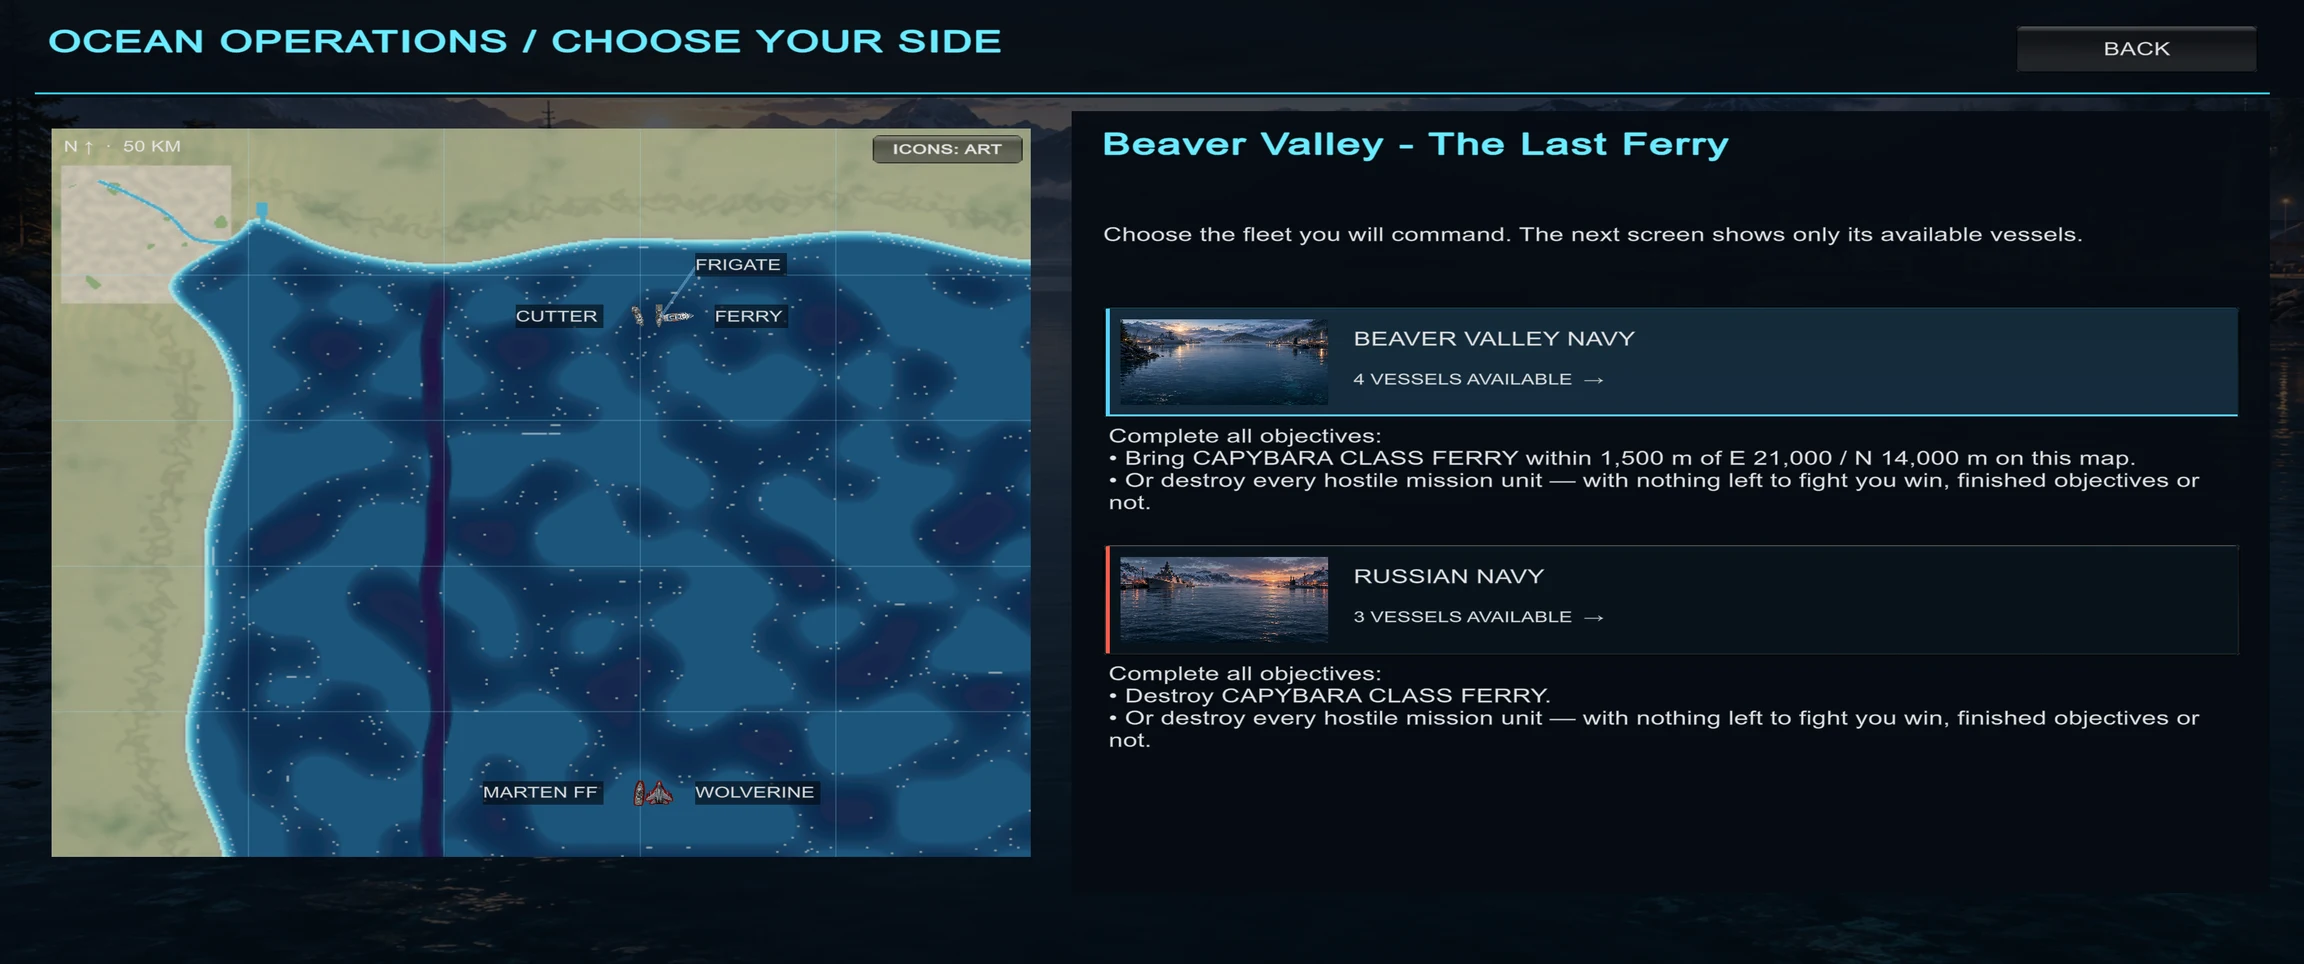 OCEAN OPERATIONS / CHOOSE YOUR SIDE
BACK
N ↑ · 50 KM
ICONS: ART
FRIGATE
CUTTER
FERRY
MARTEN FF
WOLVERINE
Beaver Valley - The Last Ferry
Choose the fleet you will command. The next screen shows only its available vessels.
BEAVER VALLEY NAVY
4 VESSELS AVAILABLE →
Complete all objectives:
• Bring CAPYBARA CLASS FERRY within 1,500 m of E 21,000 / N 14,000 m on this map.
• Or destroy every hostile mission unit — with nothing left to fight you win, finished objectives or
not.
RUSSIAN NAVY
3 VESSELS AVAILABLE →
Complete all objectives:
• Destroy CAPYBARA CLASS FERRY.
• Or destroy every hostile mission unit — with nothing left to fight you win, finished objectives or
not.